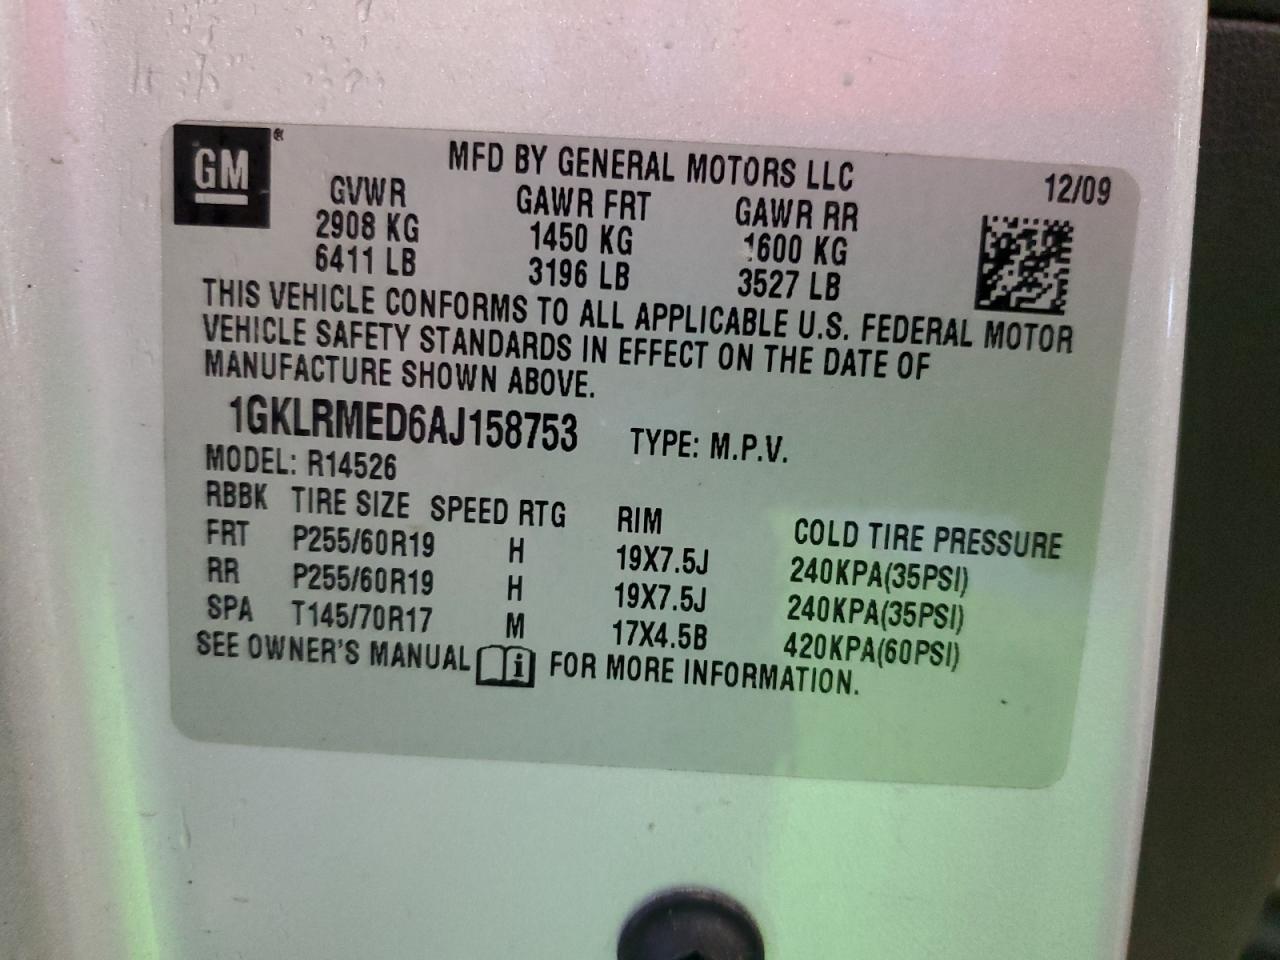 GM ®
MFD BY GENERAL MOTORS LLC
12/09
GVWR GAWR FRT GAWR RR
2908 KG 1450 KG 1600 KG
6411 LB 3196 LB 3527 LB
THIS VEHICLE CONFORMS TO ALL APPLICABLE U.S. FEDERAL MOTOR
VEHICLE SAFETY STANDARDS IN EFFECT ON THE DATE OF
MANUFACTURE SHOWN ABOVE.
1GKLRMED6AJ158753 TYPE: M.P.V.
MODEL: R14526
RBBK TIRE SIZE SPEED RTG RIM COLD TIRE PRESSURE
FRT P255/60R19 H 19X7.5J 240KPA(35PSI)
RR P255/60R19 H 19X7.5J 240KPA(35PSI)
SPA T145/70R17 M 17X4.5B 420KPA(60PSI)
SEE OWNER'S MANUAL i FOR MORE INFORMATION.